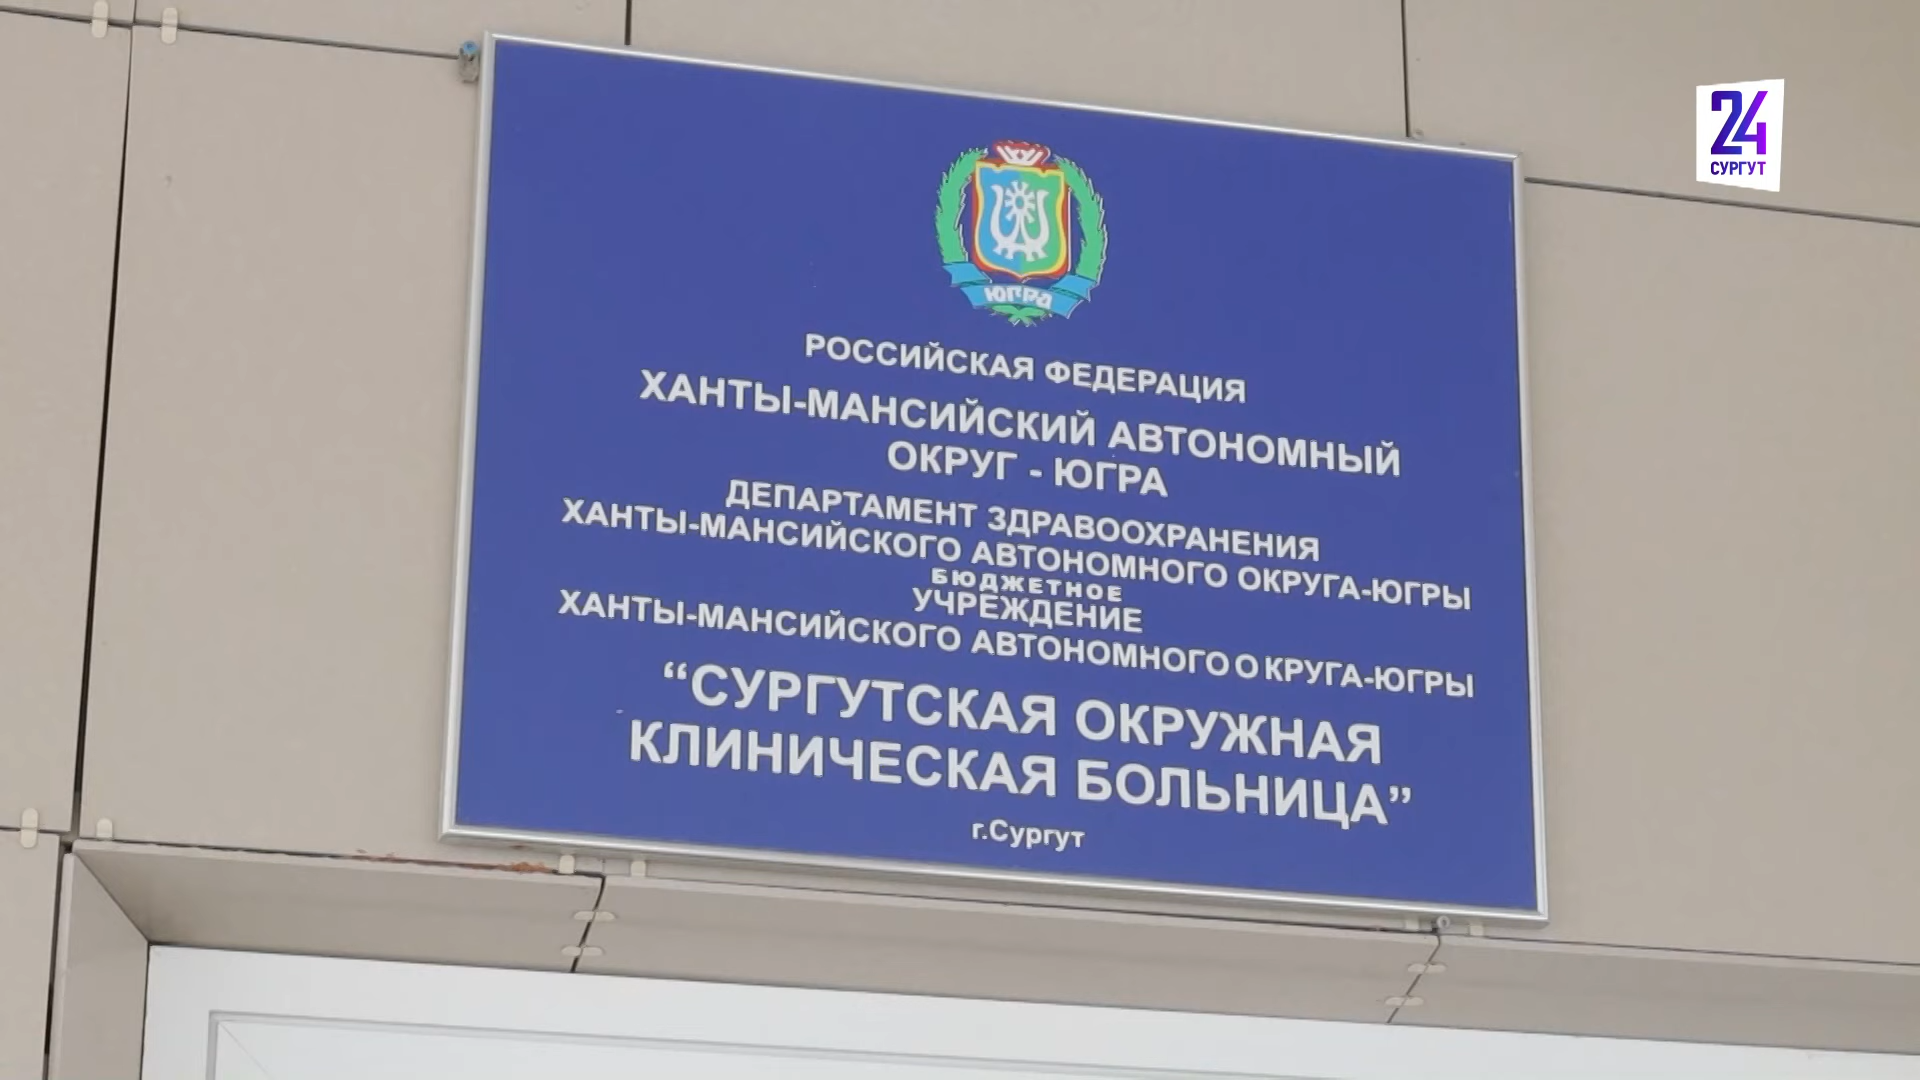 24
СУРГУТ
ЮГРА
РОССИЙСКАЯ ФЕДЕРАЦИЯ
ХАНТЫ-МАНСИЙСКИЙ АВТОНОМНЫЙ
ОКРУГ - ЮГРА
ДЕПАРТАМЕНТ ЗДРАВООХРАНЕНИЯ
ХАНТЫ-МАНСИЙСКОГО АВТОНОМНОГО ОКРУГА-ЮГРЫ
БЮДЖЕТНОЕ
УЧРЕЖДЕНИЕ
ХАНТЫ-МАНСИЙСКОГО АВТОНОМНОГО О КРУГА-ЮГРЫ
“СУРГУТСКАЯ ОКРУЖНАЯ
КЛИНИЧЕСКАЯ БОЛЬНИЦА”
г.Сургут